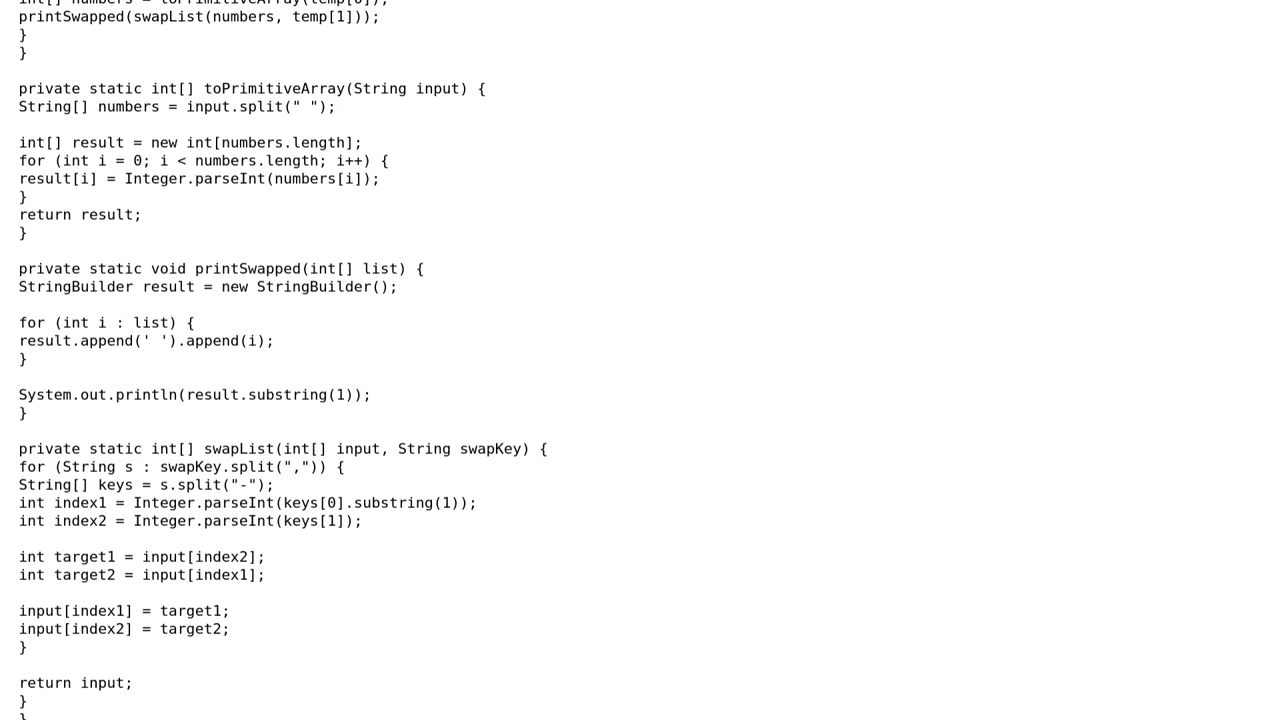 int[] numbers = toPrimitiveArray(temp[0]);
printSwapped(swapList(numbers, temp[1]));
}
}
private static int[] toPrimitiveArray(String input) {
String[] numbers = input.split(" ");
int[] result = new int[numbers.length];
for (int i = 0; i < numbers.length; i++) {
result[i] = Integer.parseInt(numbers[i]);
}
return result;
}
private static void printSwapped(int[] list) {
StringBuilder result = new StringBuilder();
for (int i : list) {
result.append(' ').append(i);
}
System.out.println(result.substring(1));
}
private static int[] swapList(int[] input, String swapKey) {
for (String s : swapKey.split(",")) {
String[] keys = s.split("-");
int index1 = Integer.parseInt(keys[0].substring(1));
int index2 = Integer.parseInt(keys[1]);
int target1 = input[index2];
int target2 = input[index1];
input[index1] = target1;
input[index2] = target2;
}
return input;
}
}